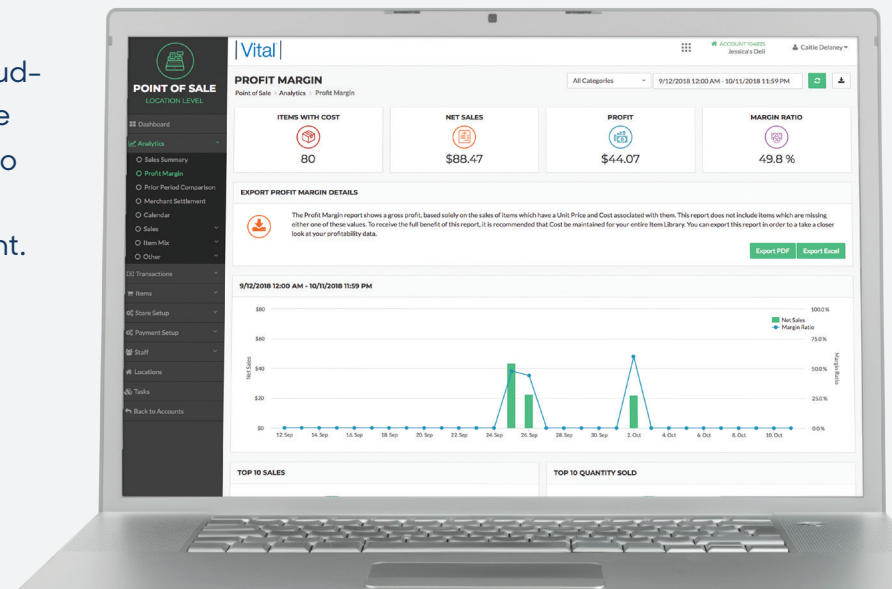 ud-
e
o
nt.
|Vital|
ACCOUNT 104835
Jessica's Deli
Caitie Delaney
POINT OF SALE
LOCATION LEVEL
Dashboard
Analytics
Sales Summary
Profit Margin
Prior Period Comparison
Merchant Settlement
Calendar
Sales
Item Mix
Other
Transactions
Items
Store Setup
Payment Setup
Staff
Locations
Tasks
Back to Accounts
PROFIT MARGIN
Point of Sale > Analytics > Profit Margin
All Categories
9/12/2018 12:00 AM - 10/11/2018 11:59 PM
ITEMS WITH COST
80
NET SALES
$88.47
PROFIT
$44.07
MARGIN RATIO
49.8 %
EXPORT PROFIT MARGIN DETAILS
The Profit Margin report shows a gross profit, based solely on the sales of items which have a Unit Price and Cost associated with them. This report does not include items which are missing
either one of these values. To receive the full benefit of this report, it is recommended that Cost be maintained for your entire Item Library. You can export this report in order to a take a closer
look at your profitability data.
Export PDF
Export Excel
9/12/2018 12:00 AM - 10/11/2018 11:59 PM
Net Sales
Margin Ratio
$80
$60
$40
$20
$0
Net Sales
100.0%
75.0%
50.0%
25.0%
0.0%
Margin Ratio
12. Sep 14. Sep 16. Sep 18. Sep 20. Sep 22. Sep 24. Sep 26. Sep 28. Sep 30. Sep 2. Oct 4. Oct 6. Oct 8. Oct 10. Oct
TOP 10 SALES
TOP 10 QUANTITY SOLD